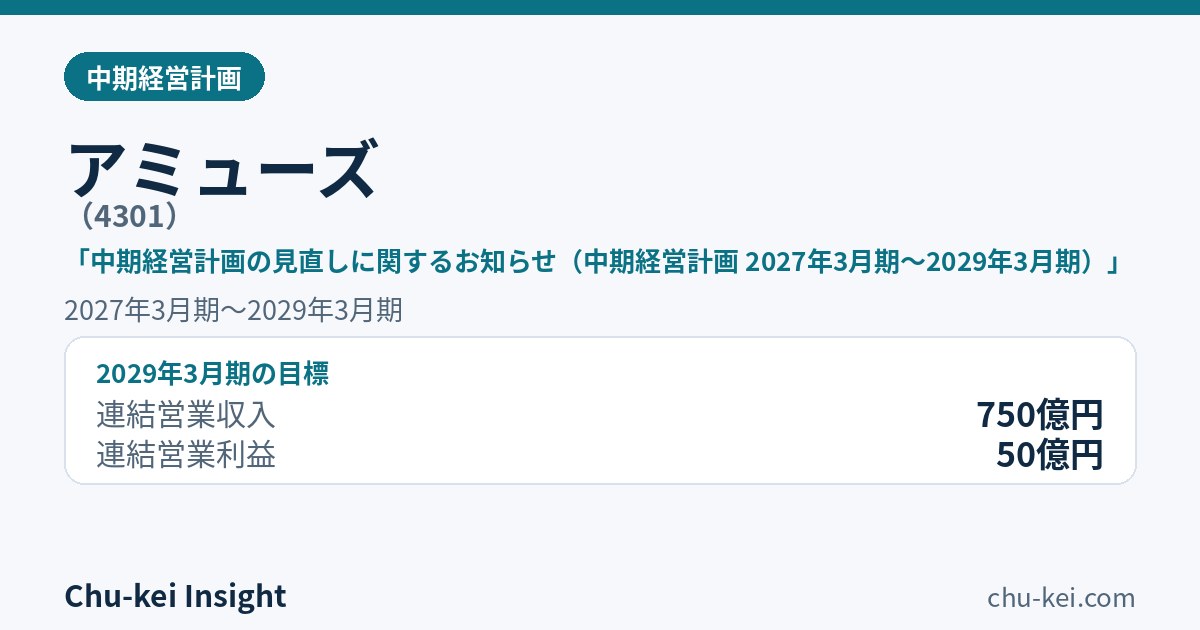 中期経営計画
アミューズ
（4301）
「中期経営計画の見直しに関するお知らせ（中期経営計画 2027年3月期～2029年3月期）」
2027年3月期～2029年3月期
2029年3月期の目標
連結営業収入 750億円
連結営業利益 50億円
Chu-kei Insight chu-kei.com